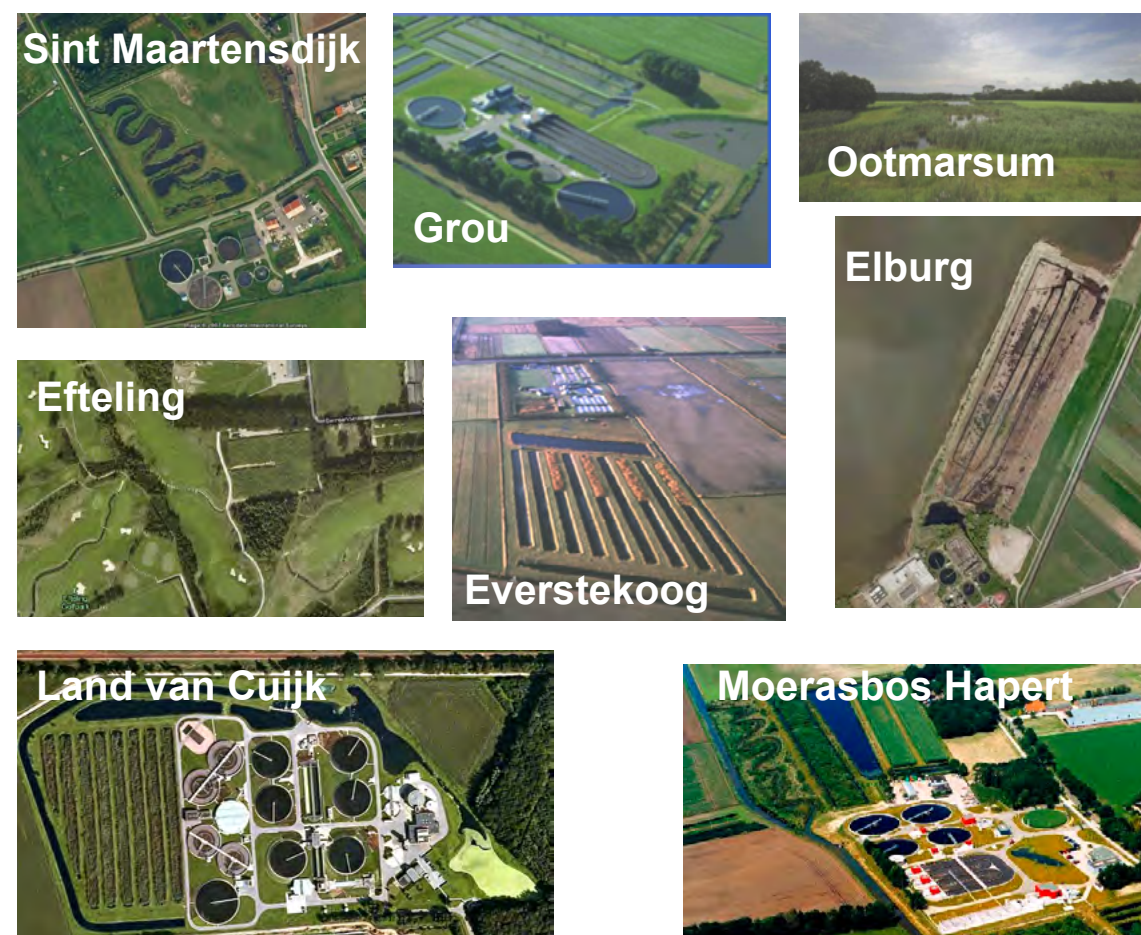 Sint Maartensdijk
Grou
Ootmarsum
Elburg
Efteling
Everstekoog
Land van Cuijk
Moerasbos Hapert